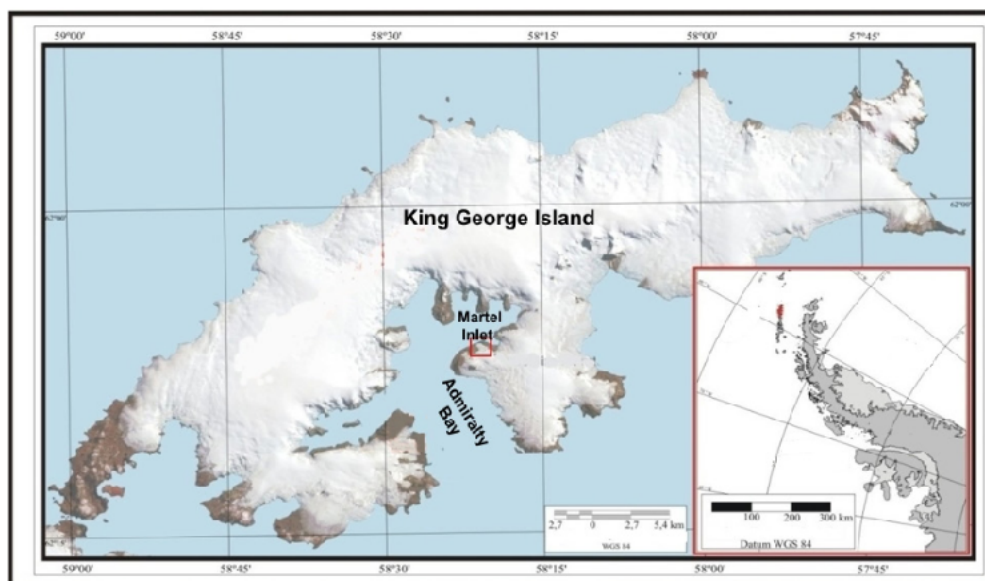 59°00'
58°45'
58°30'
58°15'
58°00'
57°45'
King George Island
Martel
Inlet
Admiralty
Bay
2,7 0 2,7 5,4 km
100 200 300 km
Datum WGS 84
59°00'
58°45'
58°30'
58°15'
58°00'
57°45'